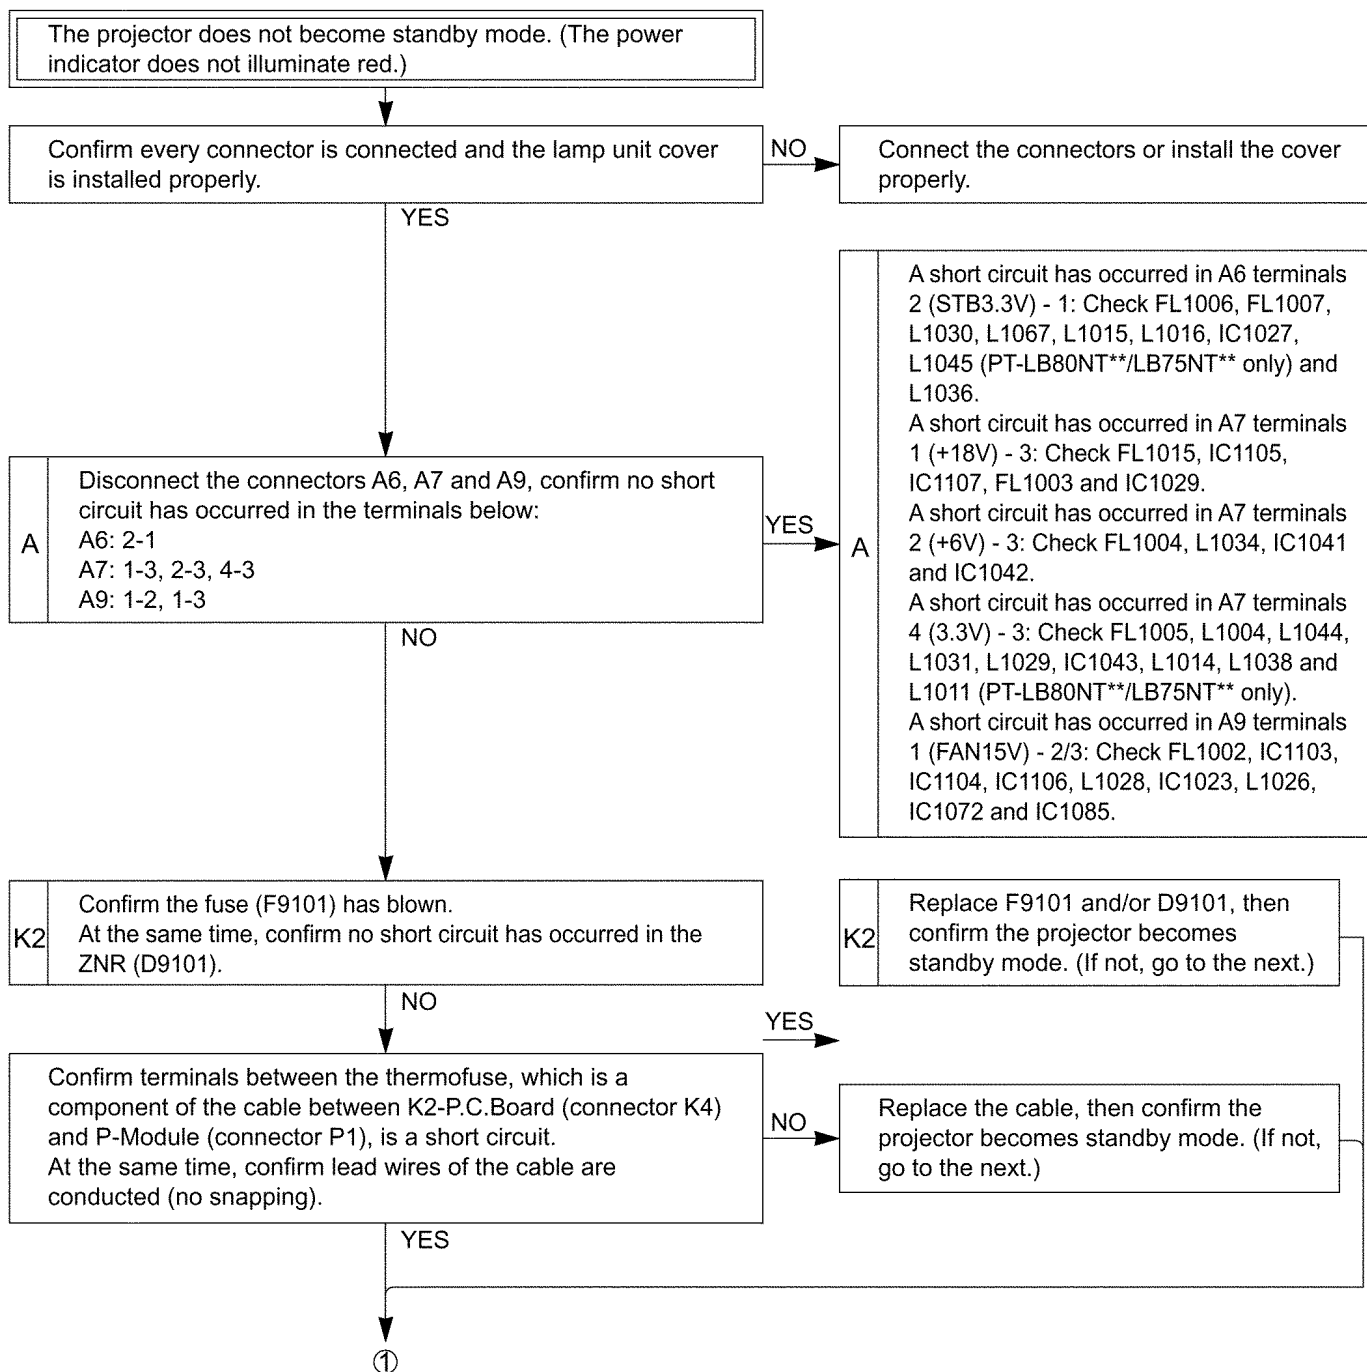 The projector does not become standby mode. (The power
indicator does not illuminate red.)
Confirm every connector is connected and the lamp unit cover
is installed properly.
NO
Connect the connectors or install the cover
properly.
YES
A
Disconnect the connectors A6, A7 and A9, confirm no short
circuit has occurred in the terminals below:
A6: 2-1
A7: 1-3, 2-3, 4-3
A9: 1-2, 1-3
YES
A
A short circuit has occurred in A6 terminals
2 (STB3.3V) - 1: Check FL1006, FL1007,
L1030, L1067, L1015, L1016, IC1027,
L1045 (PT-LB80NT**/LB75NT** only) and
L1036.
A short circuit has occurred in A7 terminals
1 (+18V) - 3: Check FL1015, IC1105,
IC1107, FL1003 and IC1029.
A short circuit has occurred in A7 terminals
2 (+6V) - 3: Check FL1004, L1034, IC1041
and IC1042.
A short circuit has occurred in A7 terminals
4 (3.3V) - 3: Check FL1005, L1004, L1044,
L1031, L1029, IC1043, L1014, L1038 and
L1011 (PT-LB80NT**/LB75NT** only).
A short circuit has occurred in A9 terminals
1 (FAN15V) - 2/3: Check FL1002, IC1103,
IC1104, IC1106, L1028, IC1023, L1026,
IC1072 and IC1085.
NO
K2
Confirm the fuse (F9101) has blown.
At the same time, confirm no short circuit has occurred in the
ZNR (D9101).
K2
Replace F9101 and/or D9101, then
confirm the projector becomes
standby mode. (If not, go to the next.)
NO
YES
Confirm terminals between the thermofuse, which is a
component of the cable between K2-P.C.Board (connector K4)
and P-Module (connector P1), is a short circuit.
At the same time, confirm lead wires of the cable are
conducted (no snapping).
NO
Replace the cable, then confirm the
projector becomes standby mode. (If not,
go to the next.)
YES
①